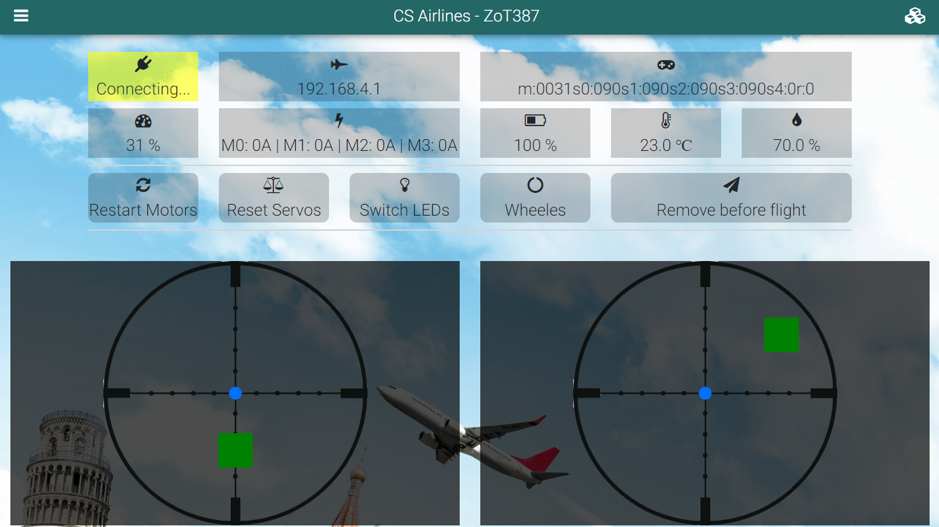 CS Airlines - ZoT387
Connecting...
192.168.4.1
m:0031s0:090s1:090s2:090s3:090s4:0r:0
31 %
M0: 0A | M1: 0A | M2: 0A | M3: 0A
100 %
23.0 °C
70.0 %
Restart Motors
Reset Servos
Switch LEDs
Wheeles
Remove before flight